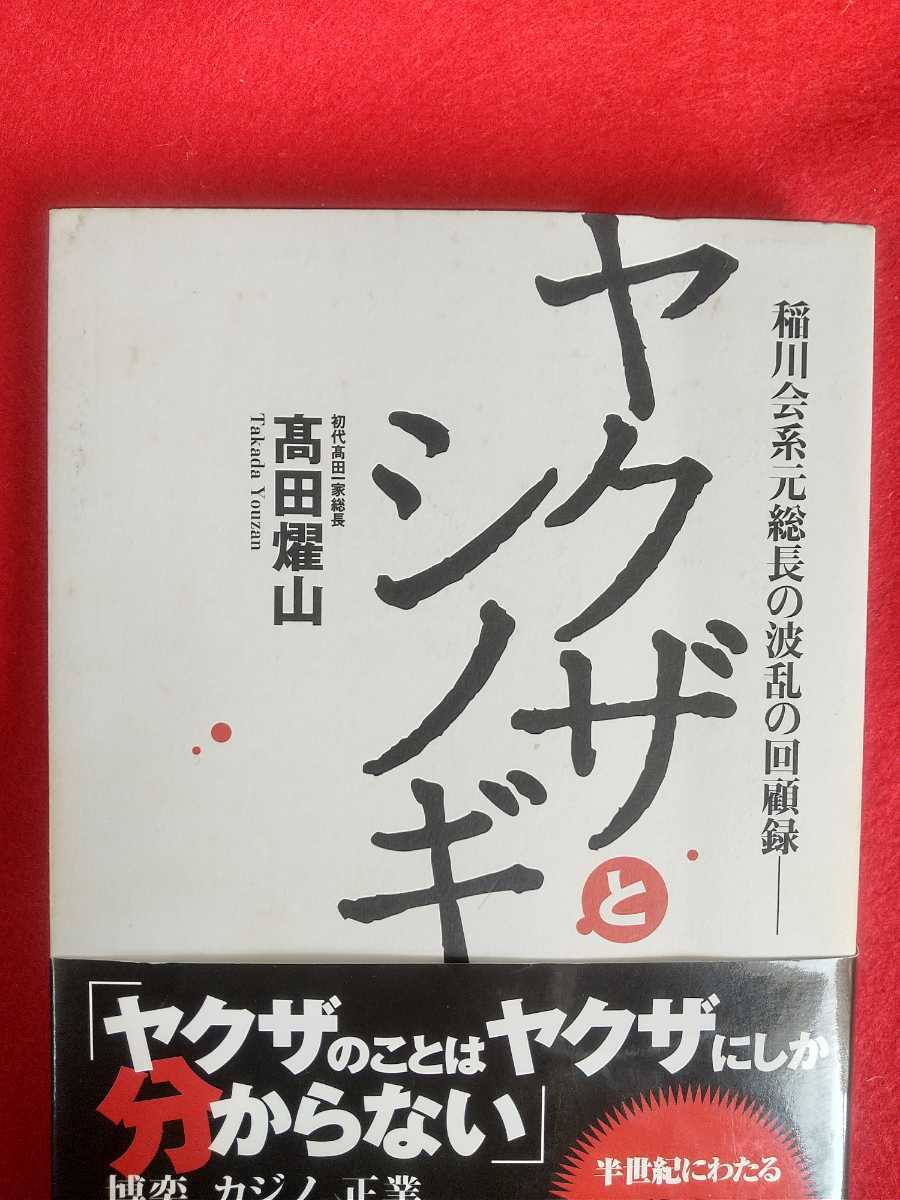 稲川会系元総長の波乱の回顧録――
ヤクザと
シノギ
初代髙田一家総長
髙田燿山
Takada Youzan
「ヤクザのことはヤクザにしか
分からない」
半世紀にわたる
博奕、カジノ、正業